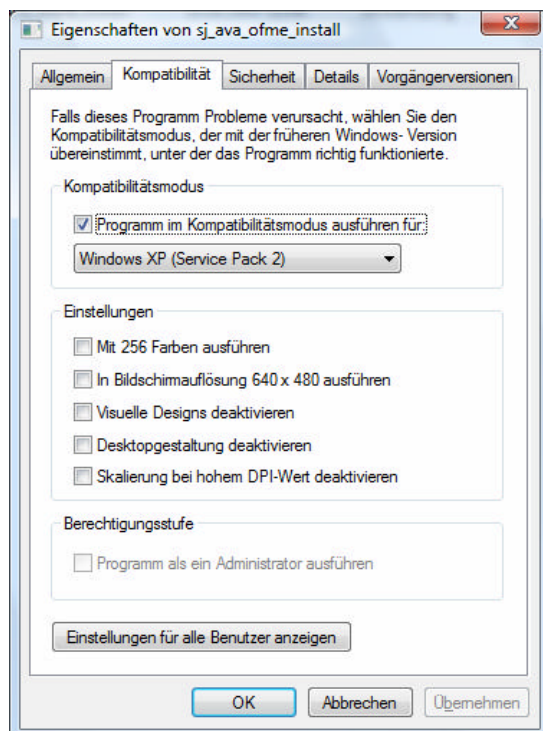 Eigenschaften von sj_ava_ofme_install
Allgemein Kompatibilität Sicherheit Details Vorgängerversionen
Falls dieses Programm Probleme verursacht, wählen Sie den
Kompatibilitätsmodus, der mit der früheren Windows- Version
übereinstimmt, unter der das Programm richtig funktionierte.
Kompatibilitätsmodus
Programm im Kompatibilitätsmodus ausführen für:
Windows XP (Service Pack 2)
Einstellungen
Mit 256 Farben ausführen
In Bildschirmauflösung 640 x 480 ausführen
Visuelle Designs deaktivieren
Desktopgestaltung deaktivieren
Skalierung bei hohem DPI-Wert deaktivieren
Berechtigungsstufe
Programm als ein Administrator ausführen
Einstellungen für alle Benutzer anzeigen
OK Abbrechen Übernehmen